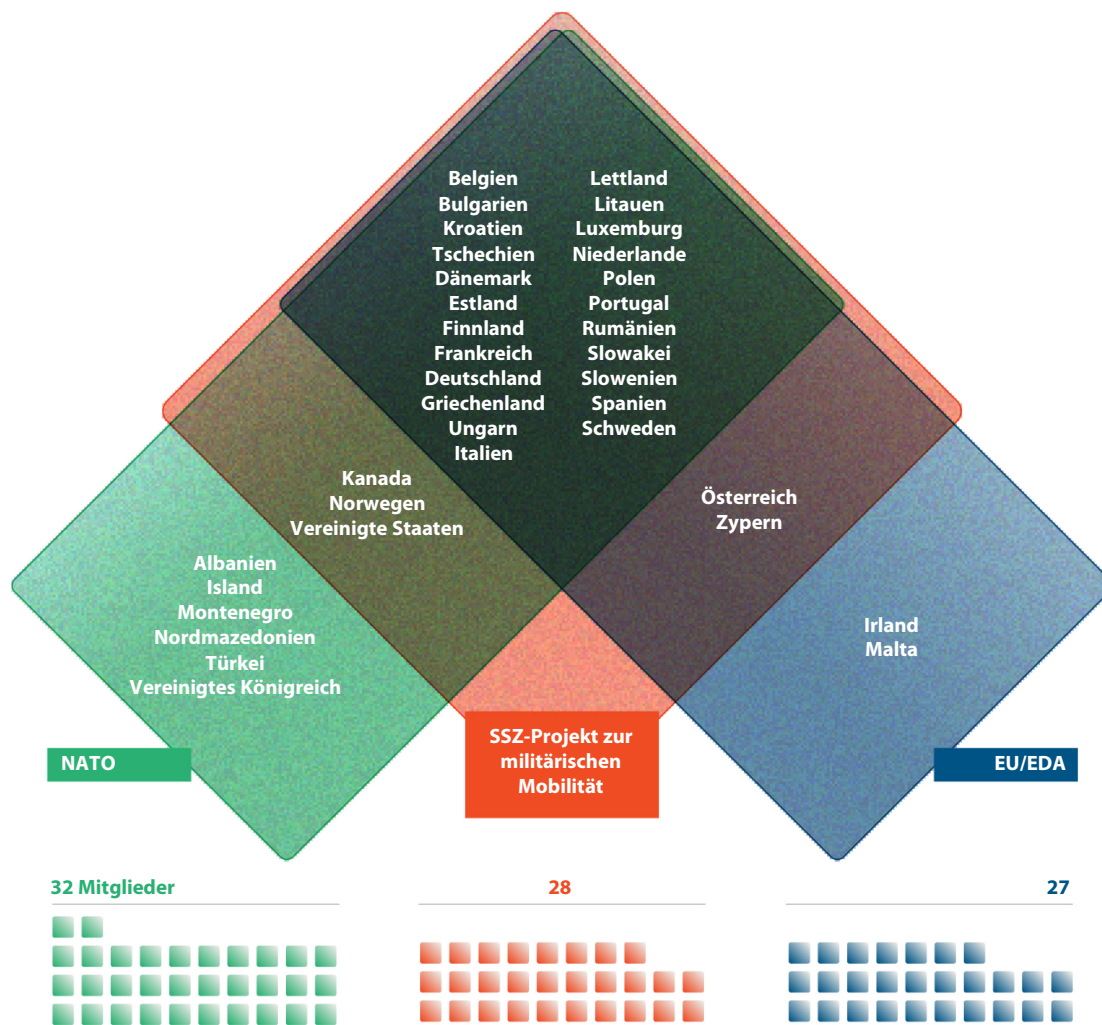 Belgien
Bulgarien
Kroatien
Tschechien
Dänemark
Estland
Finnland
Frankreich
Deutschland
Griechenland
Ungarn
Italien
Lettland
Litauen
Luxemburg
Niederlande
Polen
Portugal
Rumänien
Slowakei
Slowenien
Spanien
Schweden
Kanada
Norwegen
Vereinigte Staaten
Österreich
Zypern
Albanien
Island
Montenegro
Nordmazedonien
Türkei
Vereinigtes Königreich
Irland
Malta
NATO
SSZ-Projekt zur
militärischen
Mobilität
EU/EDA
32 Mitglieder
28
27